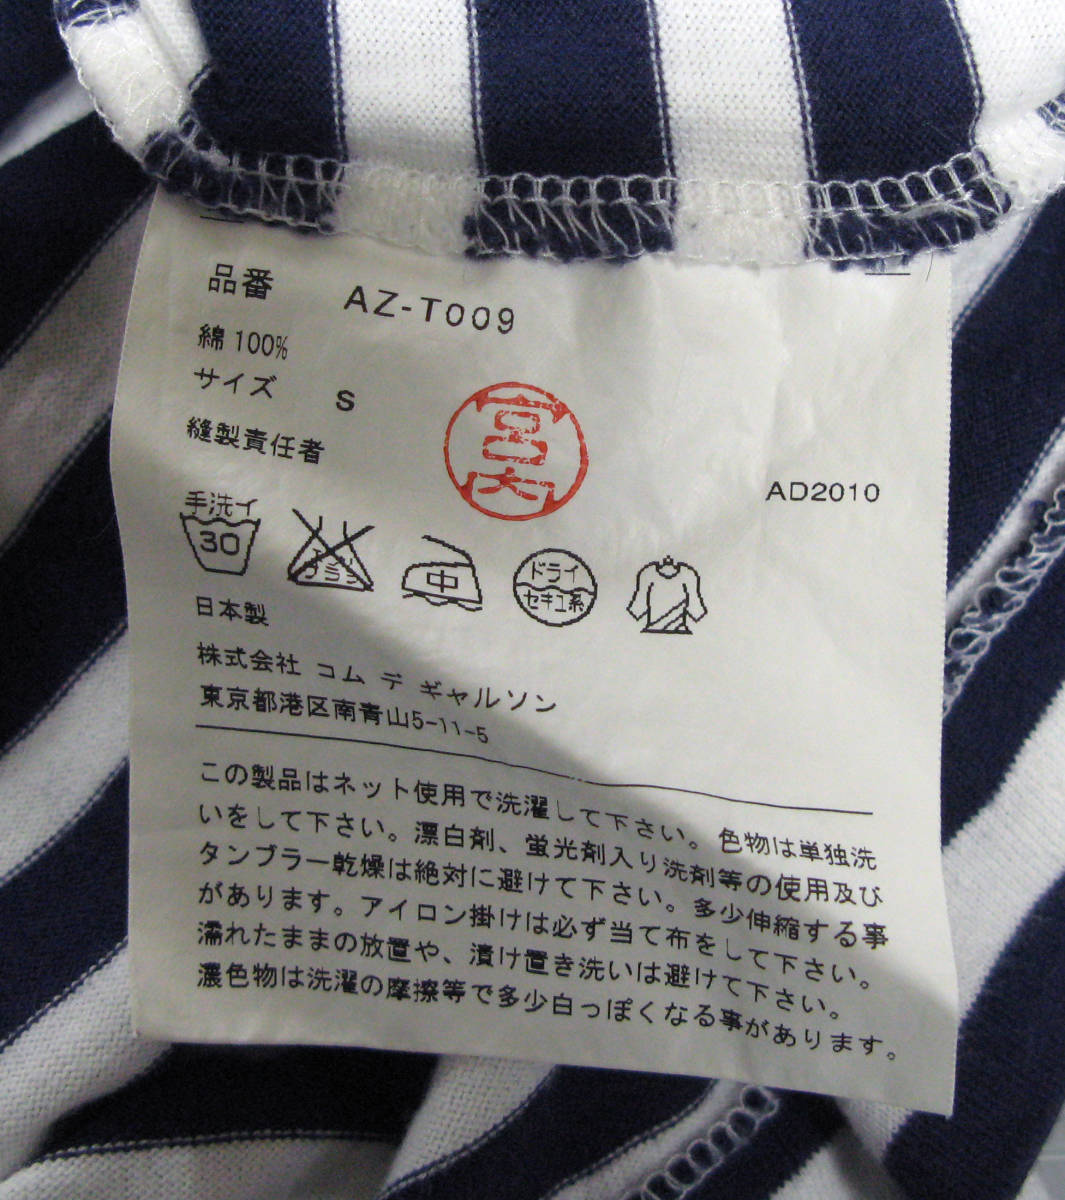 品番 AZ-T009
綿 100%
サイズ S
縫製責任者 宮内
AD2010
手洗イ
30
エンソ
サラシ
中
ドライ
セキユ系
日本製
株式会社 コム デ ギャルソン
東京都港区南青山5-11-5
この製品はネット使用で洗濯して下さい。色物は単独洗
いをして下さい。漂白剤、蛍光剤入り洗剤等の使用及び
タンブラー乾燥は絶対に避けて下さい。多少伸縮する事
があります。アイロン掛けは必ず当て布をして下さい。
濡れたままの放置や、漬け置き洗いは避けて下さい。
濃色物は洗濯の摩擦等で多少白っぽくなる事があります。